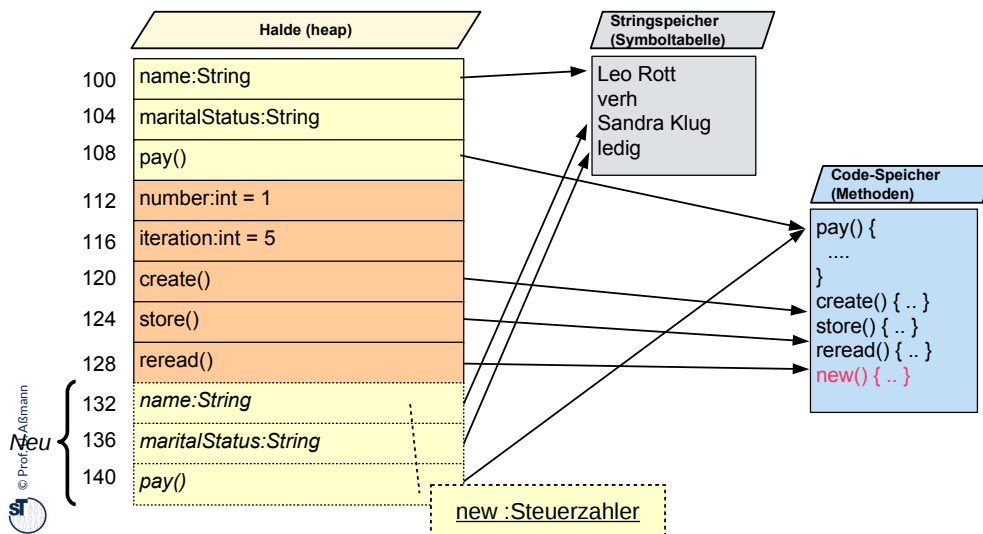 Halde (heap)
100 name:String
104 maritalStatus:String
108 pay()
112 number:int = 1
116 iteration:int = 5
120 create()
124 store()
128 reread()
132 name:String
136 maritalStatus:String
140 pay()
Neu
new :Steuerzahler
Stringspeicher
(Symboltabelle)
Leo Rott
verh
Sandra Klug
ledig
Code-Speicher
(Methoden)
pay() {
....
}
create() { .. }
store() { .. }
reread() { .. }
new() { .. }
© Prof. Aßmann
ST